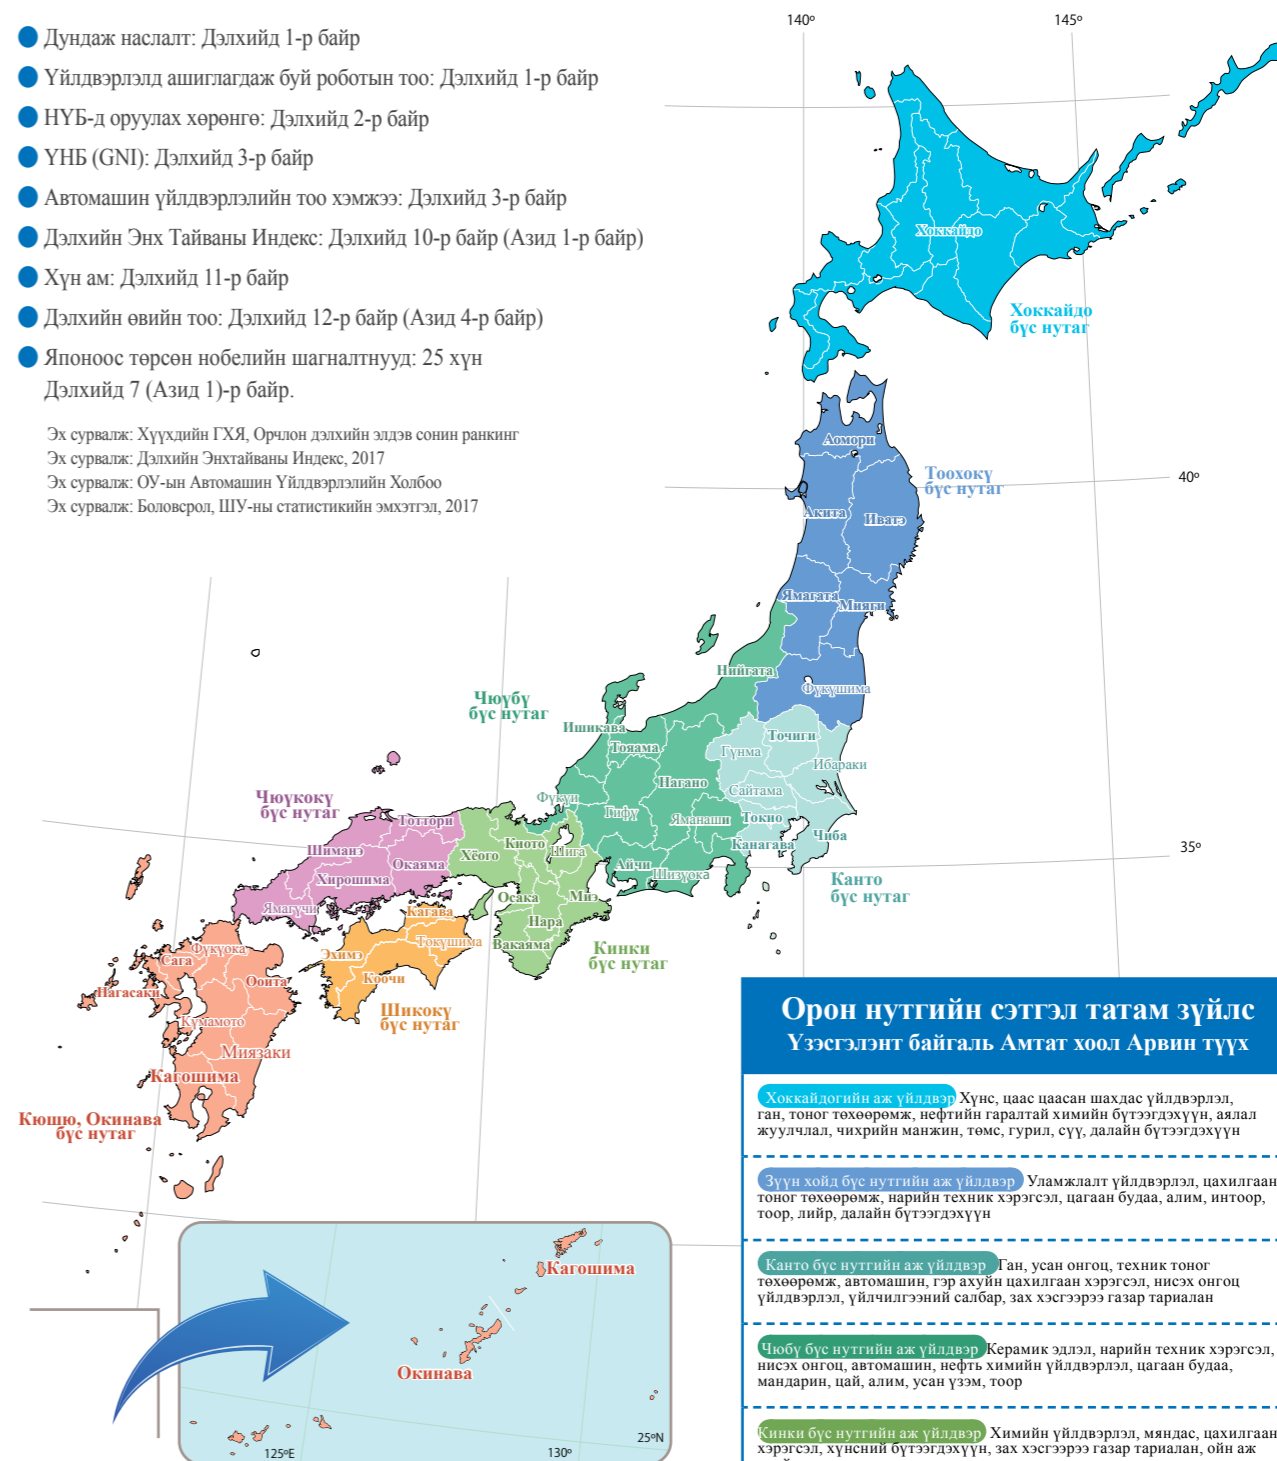 Дундаж наслалт: Дэлхийд 1-р байр
Үйлдвэрлэлд ашиглагдаж буй роботын тоо: Дэлхийд 1-р байр
НҮБ-д оруулах хөрөнгө: Дэлхийд 2-р байр
ҮНБ (GNI): Дэлхийд 3-р байр
Автомашин үйлдвэрлэлийн тоо хэмжээ: Дэлхийд 3-р байр
Дэлхийн Энх Тайваны Индекс: Дэлхийд 10-р байр (Азид 1-р байр)
Хүн ам: Дэлхийд 11-р байр
Дэлхийн өвийн тоо: Дэлхийд 12-р байр (Азид 4-р байр)
Японоос төрсөн нобелийн шагналтнууд: 25 хүн
Дэлхийд 7 (Азид 1)-р байр.
Эх сурвалж: Хүүхдийн ГХЯ, Орчлон дэлхийн элдэв сонин ранкинг
Эх сурвалж: Дэлхийн Энхтайваны Индекс, 2017
Эх сурвалж: ОУ-ын Автомашин Үйлдвэрлэлийн Холбоо
Эх сурвалж: Боловсрол, ШУ-ны статистикийн эмхэтгэл, 2017
140º
145º
Хоккайдо
Хоккайдо
бүс нутаг
Аомори
Тоохокү
бүс нутаг
40º
Акита
Иватэ
Ямагата
Мияги
Нийгата
Фүкүшима
Чюүбү
бүс нутаг
Ишикава
Тояама
Гүнма
Точиги
Ибараки
Нагано
Сайтама
Фүкүи
Гифү
Яманаши
Токио
Чиба
Канагава
35º
Канто
бүс нутаг
Чюүкокү
бүс нутаг
Тоттори
Шиманэ
Окаяма
Хирошима
Ямагүчи
Хёого
Киото
Шига
Айчи
Шизүока
Осака
Миэ
Нара
Вакаяма
Кинки
бүс нутаг
Кагава
Токүшима
Эхимэ
Коочи
Шикокү
бүс нутаг
Фүкүока
Сага
Ооита
Нагасаки
Күмамото
Миязаки
Кагошима
Кюшю, Окинава
бүс нутаг
Кагошима
Окинава
125ºE
130º
25ºN
Орон нутгийн сэтгэл татам зүйлс
Үзэсгэлэнт байгаль Амтат хоол Арвин түүх
Хоккайдогийн аж үйлдвэр Хүнс, цаас цаасан шахдас үйлдвэрлэл,
ган, тоног төхөөрөмж, нефтийн гаралтай химийн бүтээгдэхүүн, аялал
жуулчлал, чихрийн манжин, төмс, гурил, сүү, далайн бүтээгдэхүүн
Зүүн хойд бүс нутгийн аж үйлдвэр Уламжлалт үйлдвэрлэл, цахилгаан
тоног төхөөрөмж, нарийн техник хэрэгсэл, цагаан будаа, алим, интоор,
тоор, лийр, далайн бүтээгдэхүүн
Канто бүс нутгийн аж үйлдвэр Ган, усан онгоц, техник тоног
төхөөрөмж, автомашин, гэр ахуйн цахилгаан хэрэгсэл, нисэх онгоц
үйлдвэрлэл, үйлчилгээний салбар, зах хэсгээрээ газар тариалан
Чюбү бүс нутгийн аж үйлдвэр Керамик эдлэл, нарийн техник хэрэгсэл,
нисэх онгоц, автомашин, нефть химийн үйлдвэрлэл, цагаан будаа,
мандарин, цай, алим, усан үзэм, тоор
Кинки бүс нутгийн аж үйлдвэр Химийн үйлдвэрлэл, мяндас, цахилгаан
хэрэгсэл, хүнсний бүтээгдэхүүн, зах хэсгээрээ газар тариалан, ойн аж